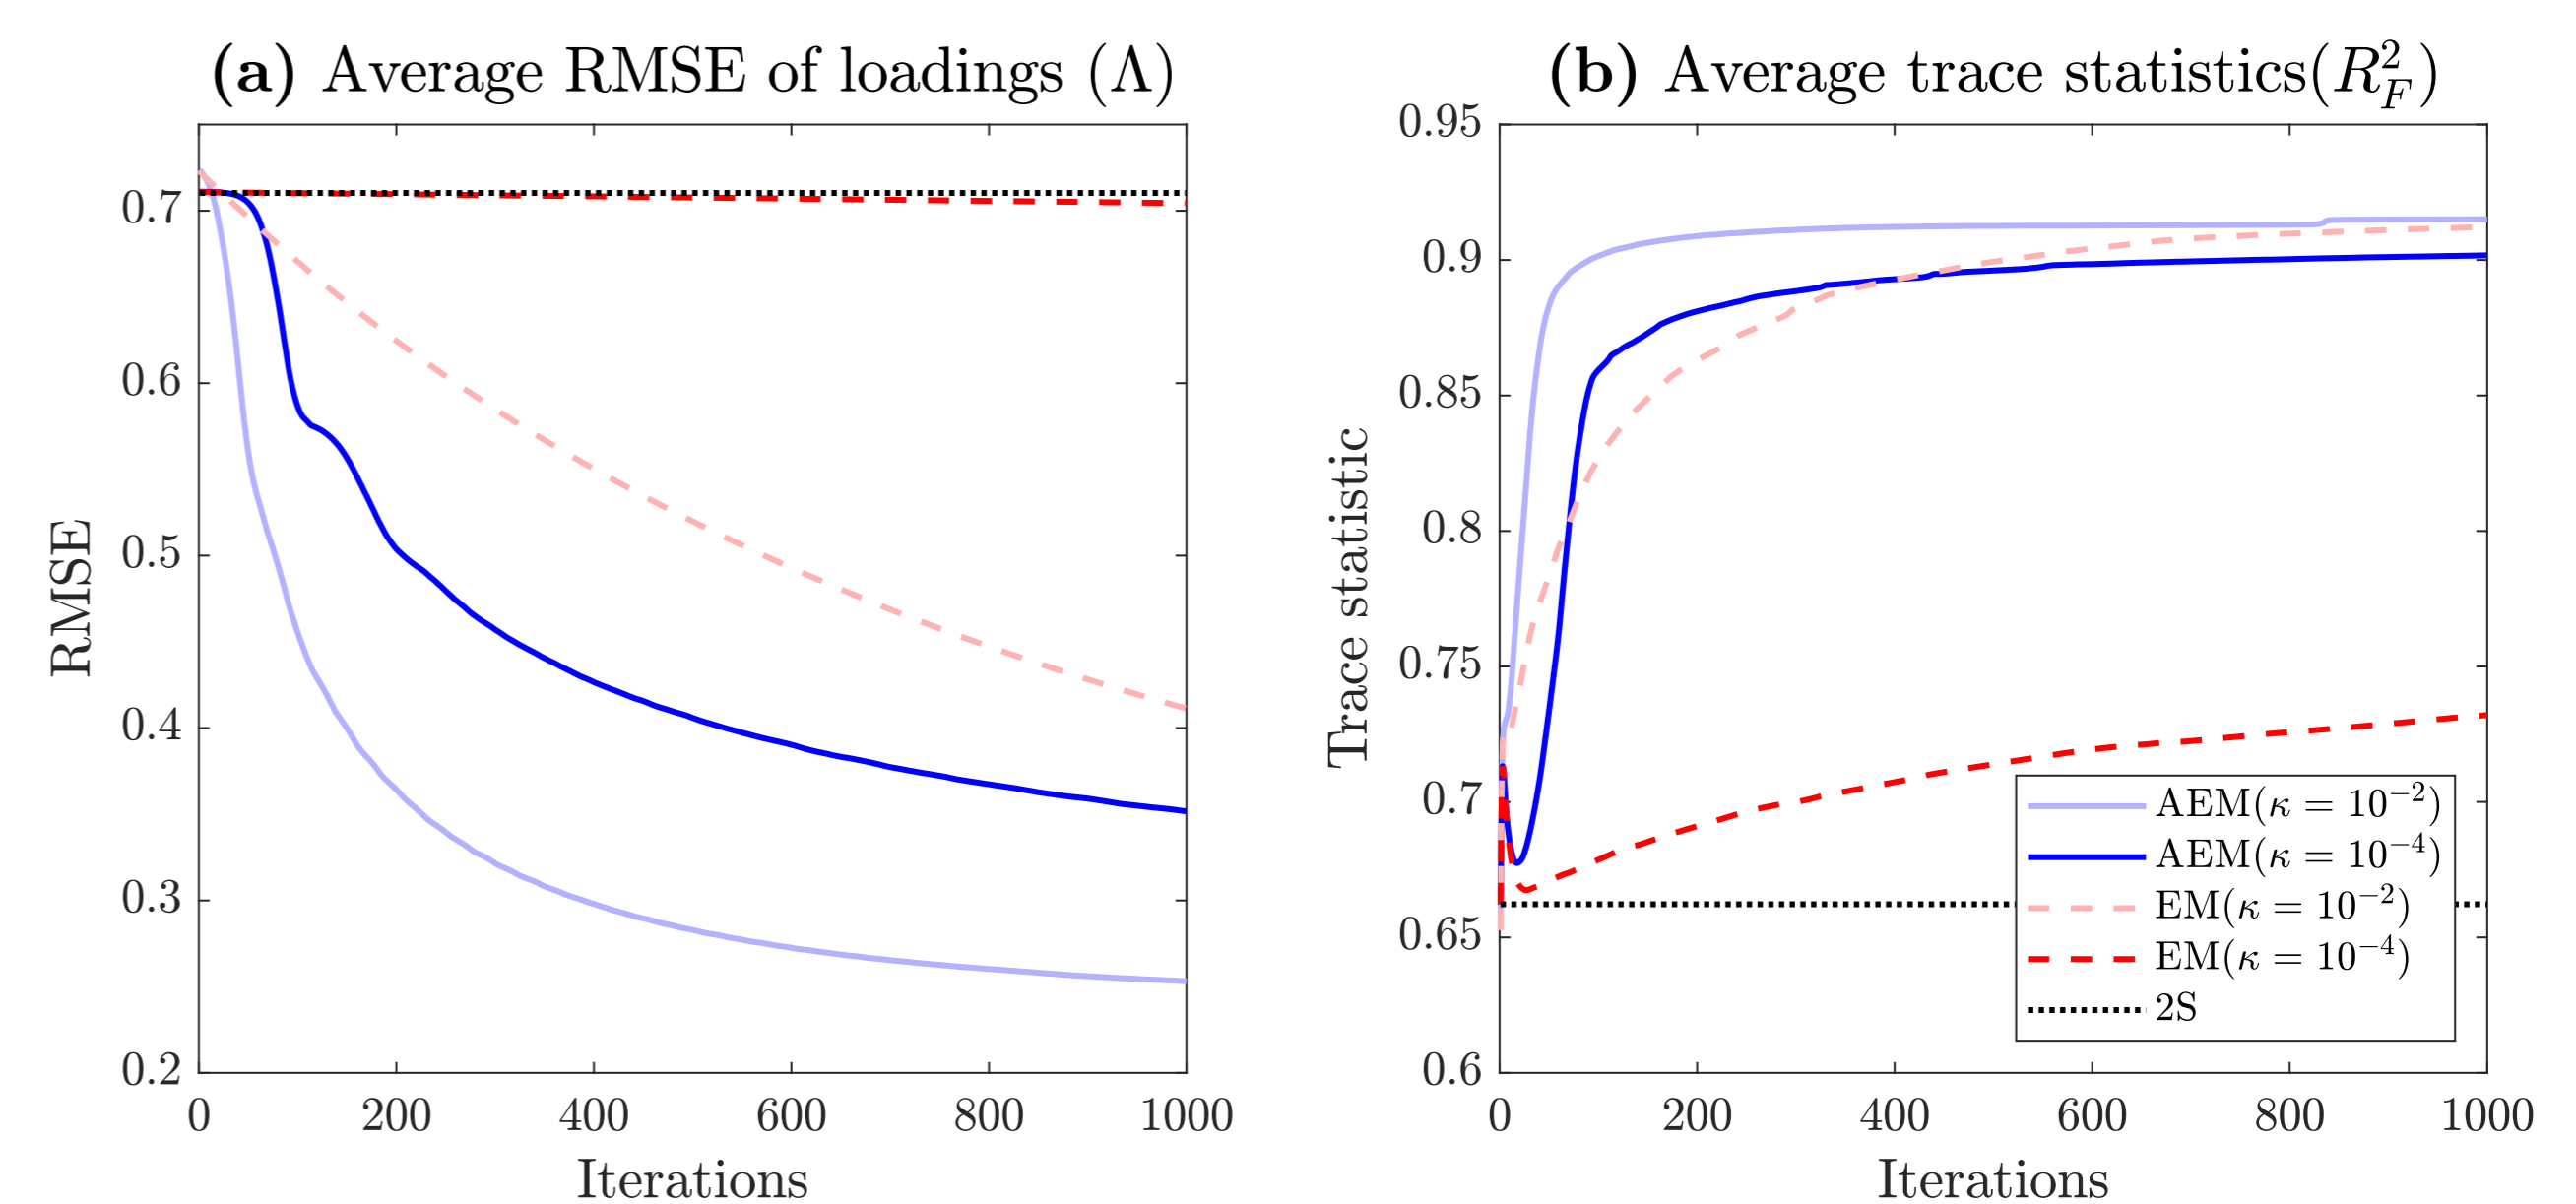 (a) Average RMSE of loadings (Λ)
RMSE
0.7
0.6
0.5
0.4
0.3
0.2
0 200 400 600 800 1000
Iterations
(b) Average trace statistics(R²_F)
Trace statistic
0.95
0.9
0.85
0.8
0.75
0.7
0.65
0.6
0 200 400 600 800 1000
Iterations
AEM(κ = 10⁻²)
AEM(κ = 10⁻⁴)
EM(κ = 10⁻²)
EM(κ = 10⁻⁴)
2S